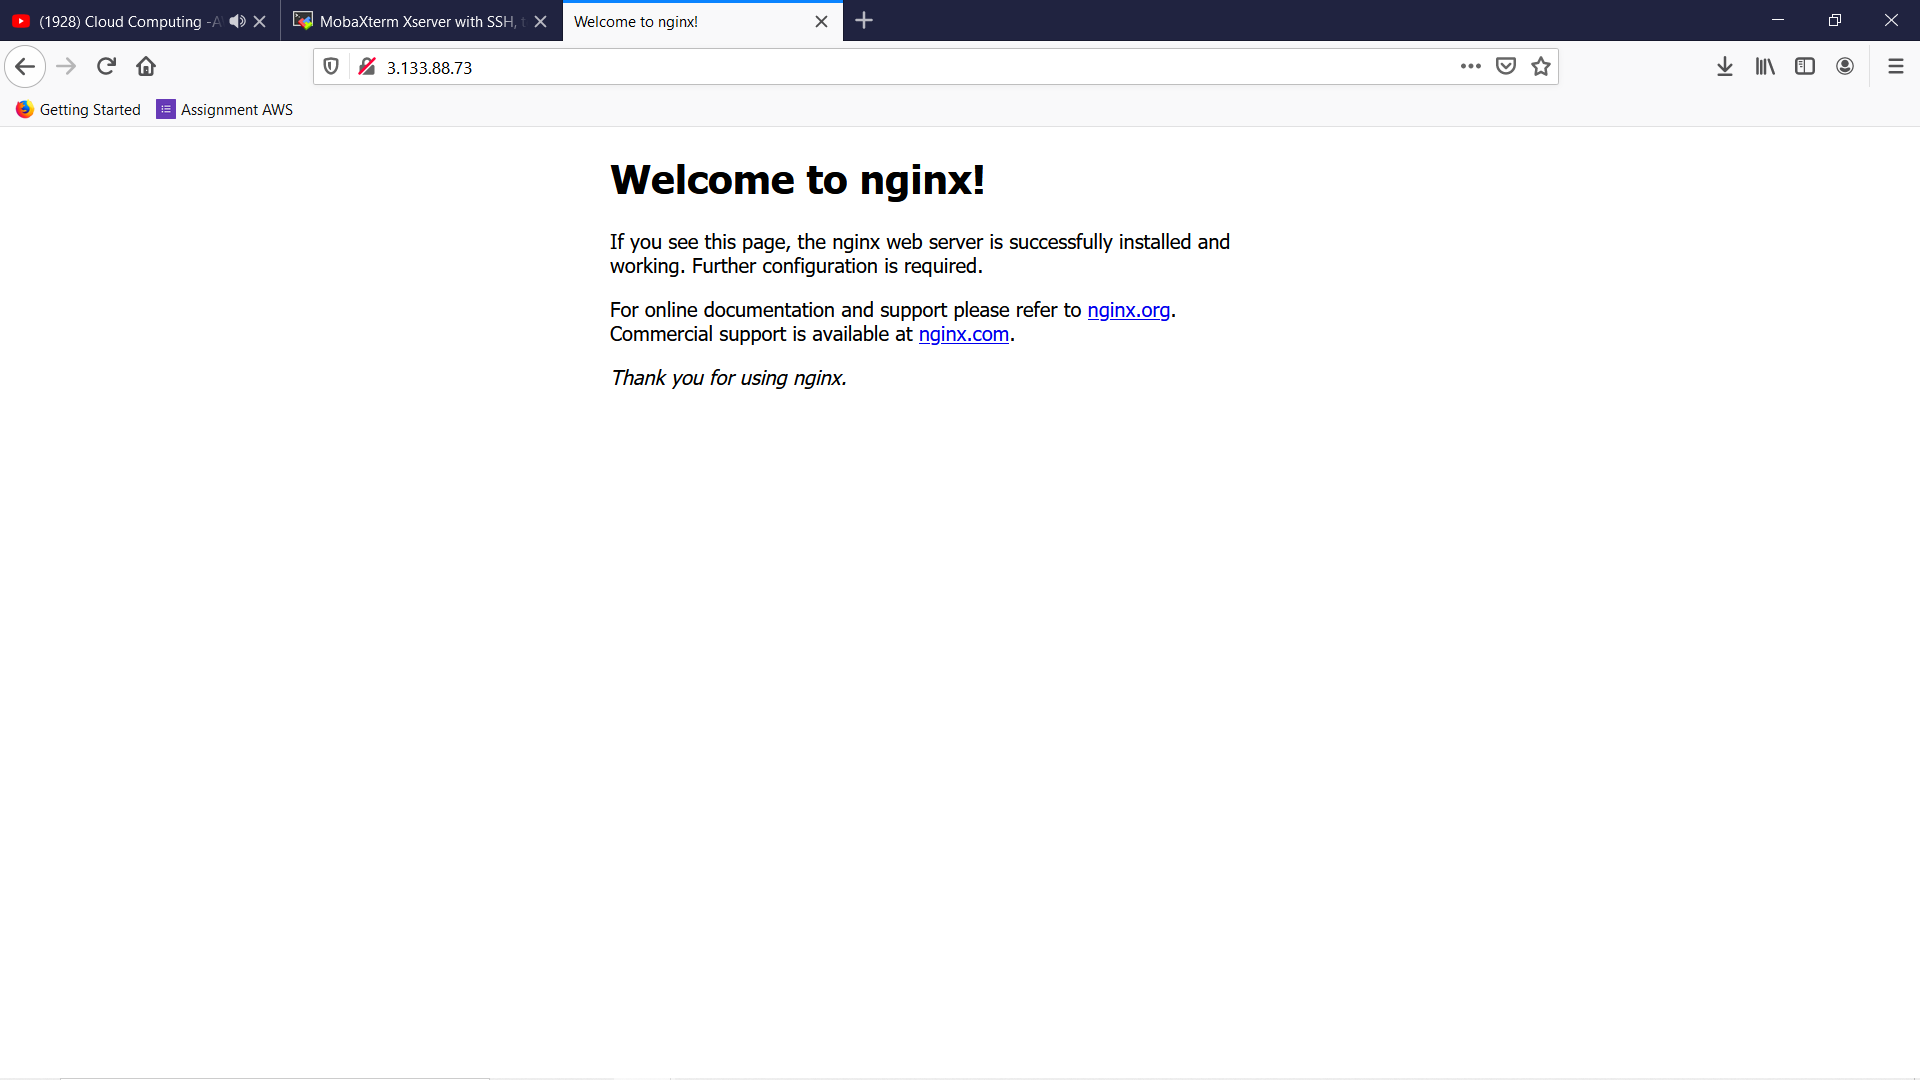 (1928) Cloud Computing -A
MobaXterm Xserver with SSH, t
Welcome to nginx!
3.133.88.73
Getting Started
Assignment AWS
Welcome to nginx!
If you see this page, the nginx web server is successfully installed and
working. Further configuration is required.
For online documentation and support please refer to nginx.org.
Commercial support is available at nginx.com.
Thank you for using nginx.